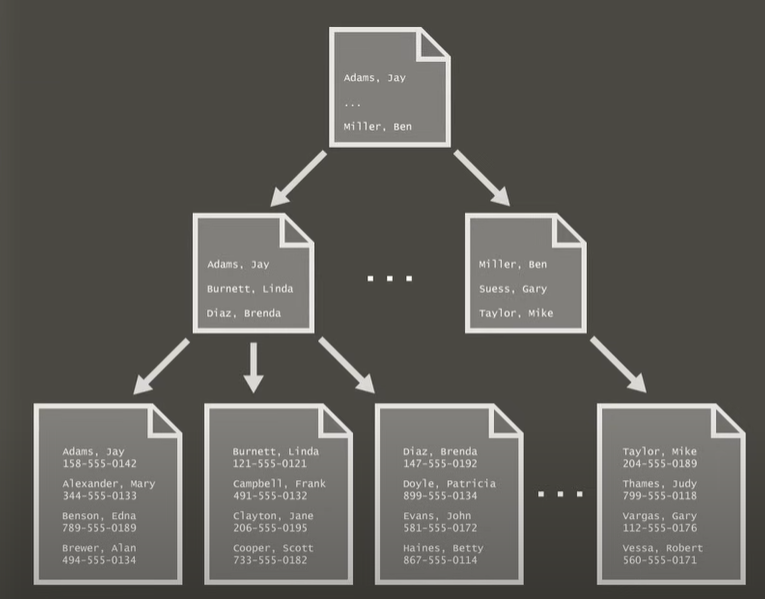 Adams, Jay
...
Miller, Ben
Adams, Jay
Burnett, Linda
Diaz, Brenda
...
Miller, Ben
Suess, Gary
Taylor, Mike
Adams, Jay
158-555-0142
Alexander, Mary
344-555-0133
Benson, Edna
789-555-0189
Brewer, Alan
494-555-0134
Burnett, Linda
121-555-0121
Campbell, Frank
491-555-0132
Clayton, Jane
206-555-0195
Cooper, Scott
733-555-0182
Diaz, Brenda
147-555-0192
Doyle, Patricia
899-555-0134
Evans, John
581-555-0172
Haines, Betty
867-555-0114
...
Taylor, Mike
204-555-0189
Thames, Judy
799-555-0118
Vargas, Gary
112-555-0176
Vessa, Robert
560-555-0171